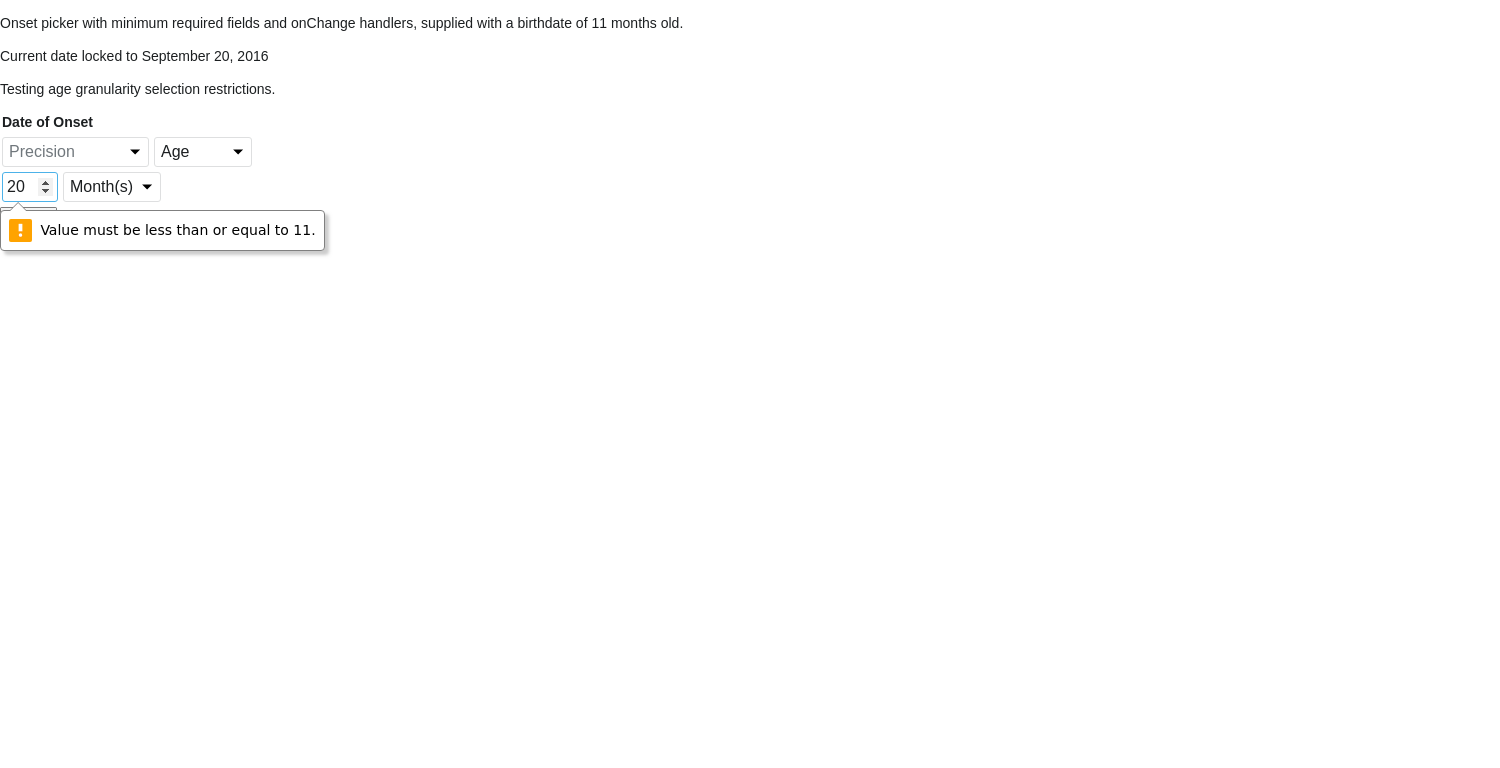 Onset picker with minimum required fields and onChange handlers, supplied with a birthdate of 11 months old.
Current date locked to September 20, 2016
Testing age granularity selection restrictions.
Date of Onset
Precision Age
20 Month(s)
Value must be less than or equal to 11.